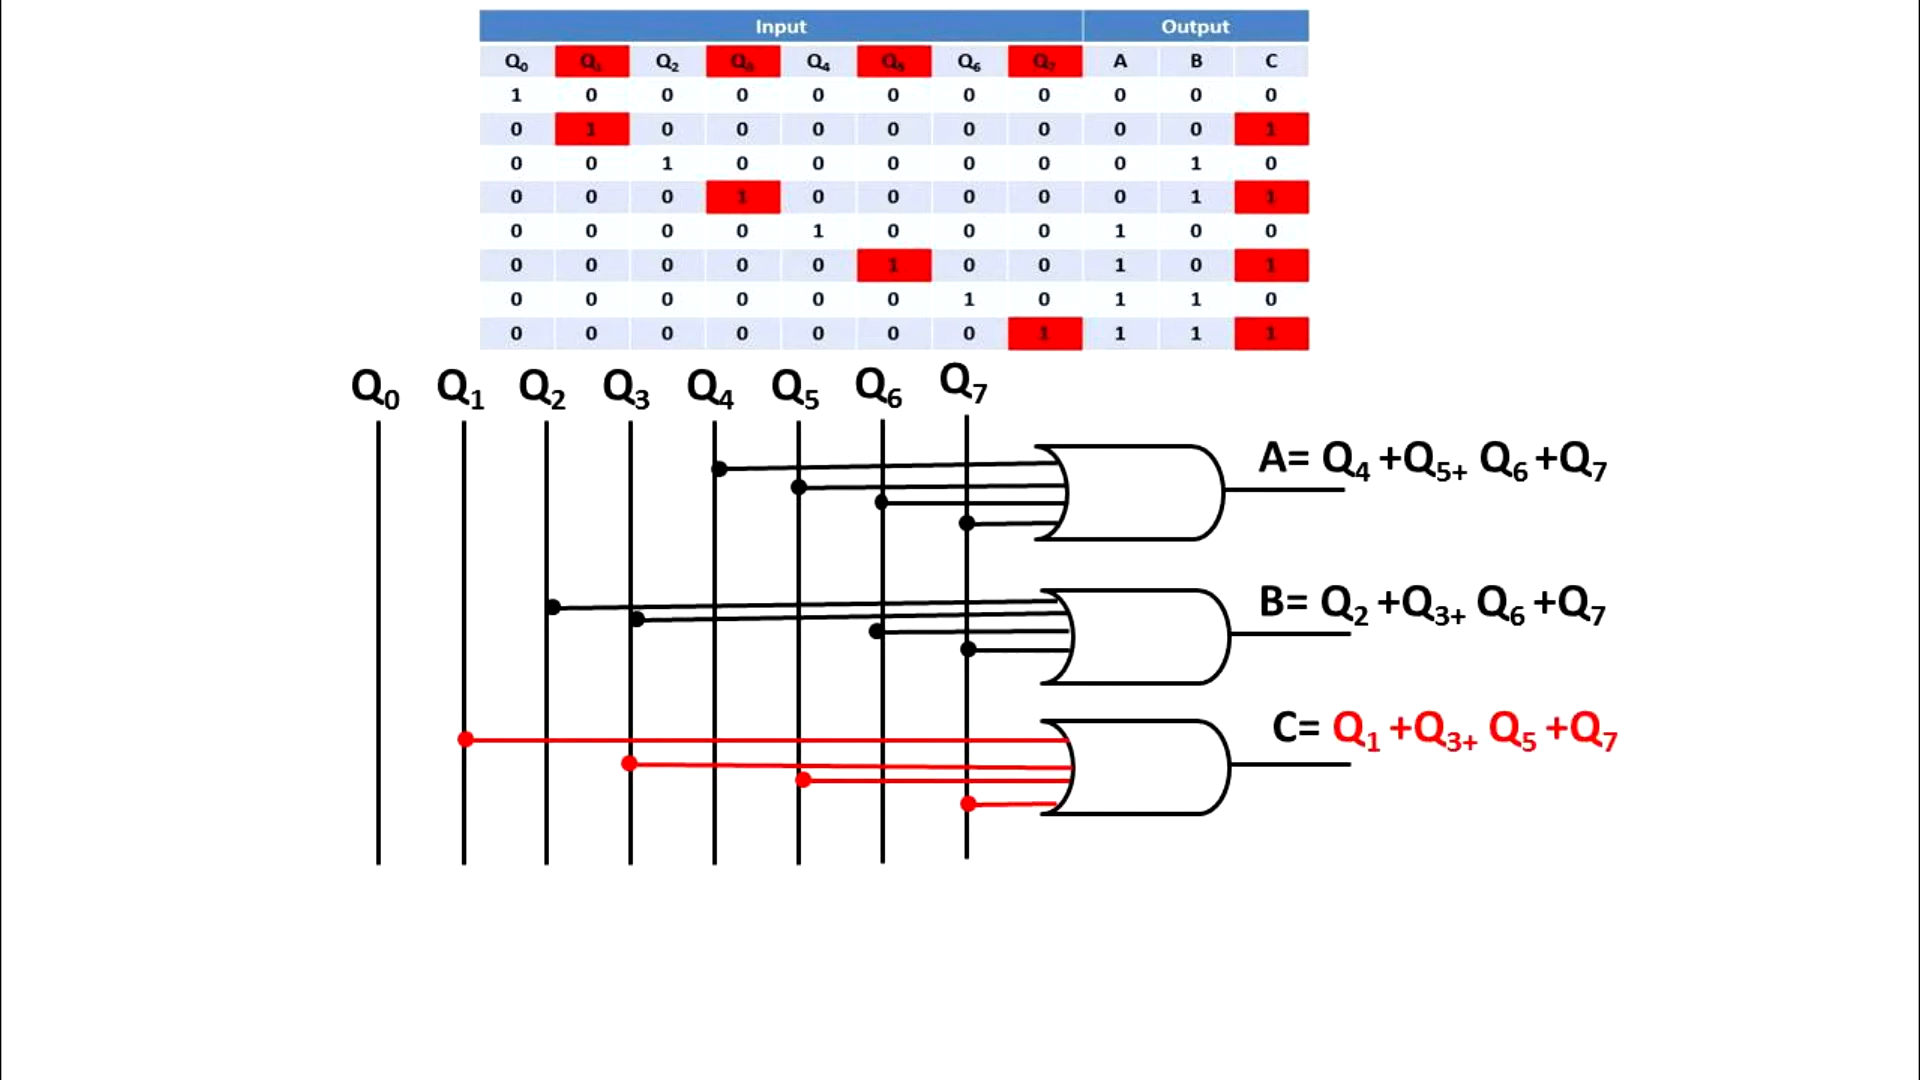 Input Output
Q₀ Q₁ Q₂ Q₃ Q₄ Q₅ Q₆ Q₇ A B C
1 0 0 0 0 0 0 0 0 0 0
0 1 0 0 0 0 0 0 0 0 1
0 0 1 0 0 0 0 0 0 1 0
0 0 0 1 0 0 0 0 0 1 1
0 0 0 0 1 0 0 0 1 0 0
0 0 0 0 0 1 0 0 1 0 1
0 0 0 0 0 0 1 0 1 1 0
0 0 0 0 0 0 0 1 1 1 1
Q₀ Q₁ Q₂ Q₃ Q₄ Q₅ Q₆ Q₇
A= Q₄ +Q₅₊ Q₆ +Q₇
B= Q₂ +Q₃₊ Q₆ +Q₇
C= Q₁ +Q₃₊ Q₅ +Q₇